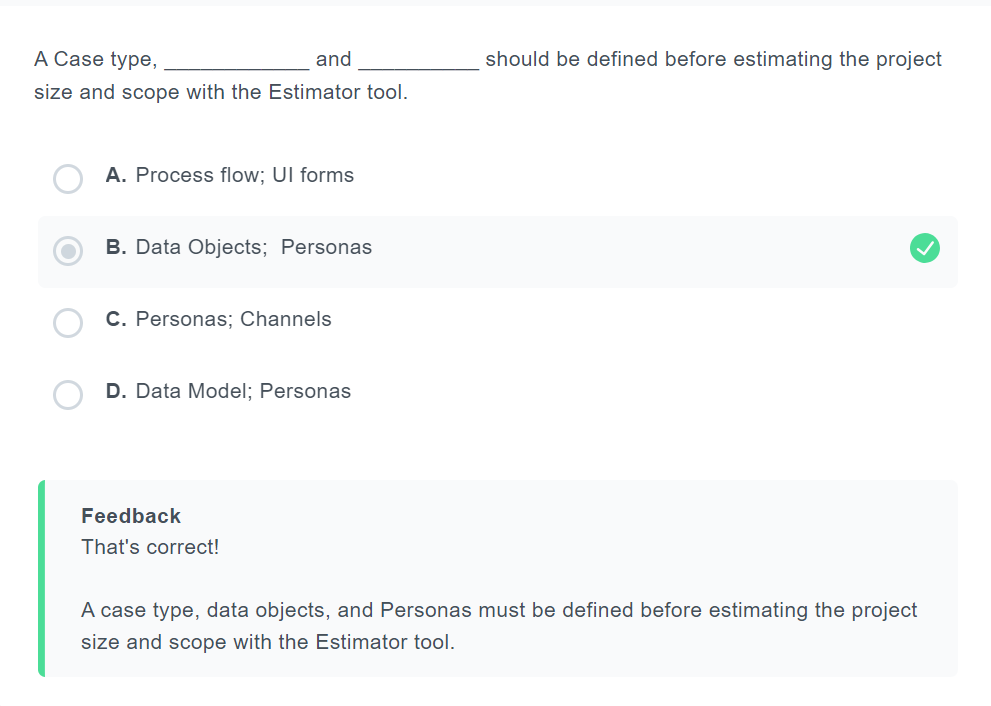 A Case type, _____________ and ___________ should be defined before estimating the project
size and scope with the Estimator tool.
A. Process flow; UI forms
B. Data Objects;  Personas
C. Personas; Channels
D. Data Model; Personas
Feedback
That's correct!
A case type, data objects, and Personas must be defined before estimating the project
size and scope with the Estimator tool.